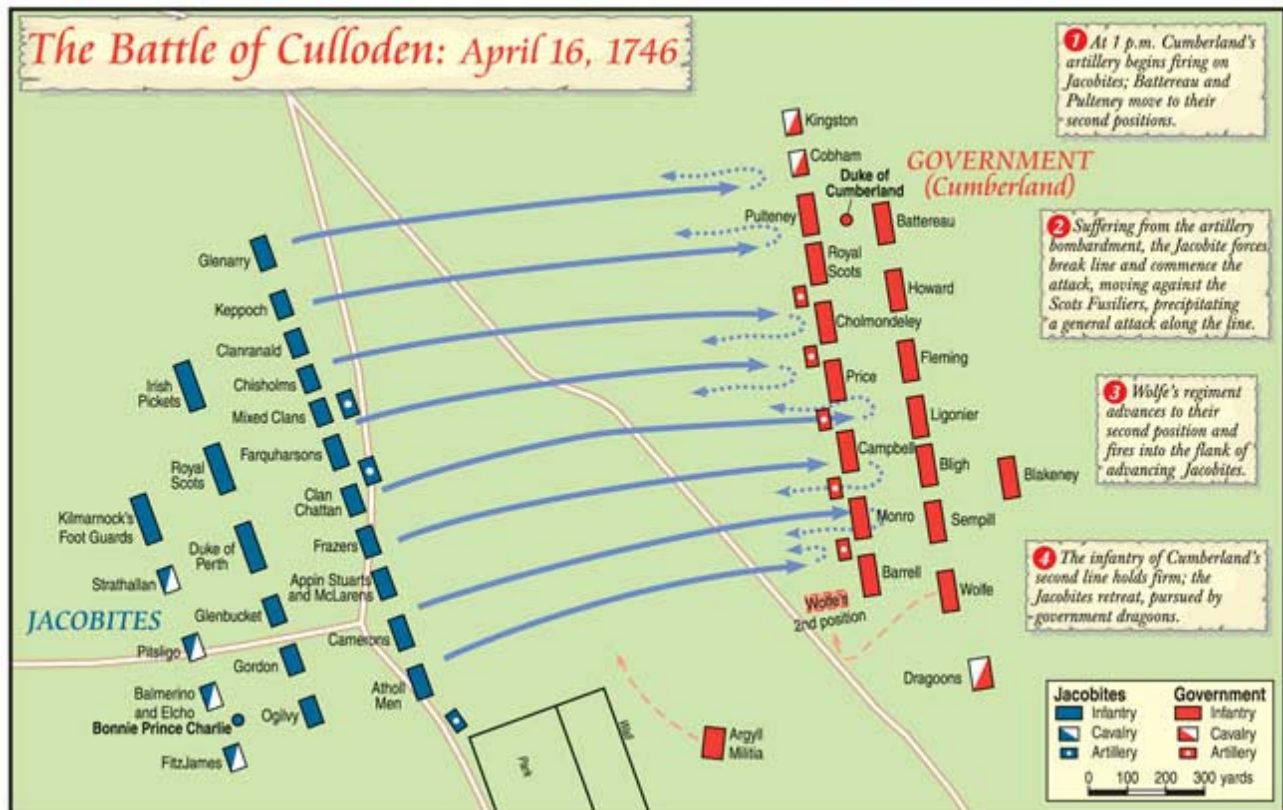 The Battle of Culloden: April 16, 1746
1 At 1 p.m. Cumberland's
artillery begins firing on
Jacobites; Battereau and
Pulteney move to their
second positions.
Kingston
Cobham
GOVERNMENT
(Cumberland)
Duke of
Cumberland
Pulteney
Battereau
2 Suffering from the artillery
bombardment, the Jacobite forces
break line and commence the
attack, moving against the
Scots Fusiliers, precipitating
a general attack along the line.
Glenarry
Royal
Scots
Howard
Keppoch
Cholmondeley
Clanranald
Fleming
Irish
Pickets
Chisholms
Price
3 Wolfe's regiment
advances to their
second position and
fires into the flank of
advancing Jacobites.
Mixed Clans
Ligonier
Farquharsons
Campbell
Royal
Scots
Bligh
Blakeney
Clan
Chattan
Kilmarnock's
Foot Guards
Monro
Sempill
Duke of
Perth
Frazers
4 The infantry of Cumberland's
second line holds firm; the
Jacobites retreat, pursued by
government dragoons.
Strathallan
Appin Stuarts
and McLarens
Barrell
Wolfe
JACOBITES
Glenbucket
Wolfe's
2nd position
Camerons
Pitsligo
Gordon
Dragoons
Atholl
Men
Balmerino
and Elcho
Ogilvy
Bonnie Prince Charlie
FitzJames
Park
Wall
Argyll
Militia
Jacobites Government
Infantry Infantry
Cavalry Cavalry
Artillery Artillery
0 100 200 300 yards